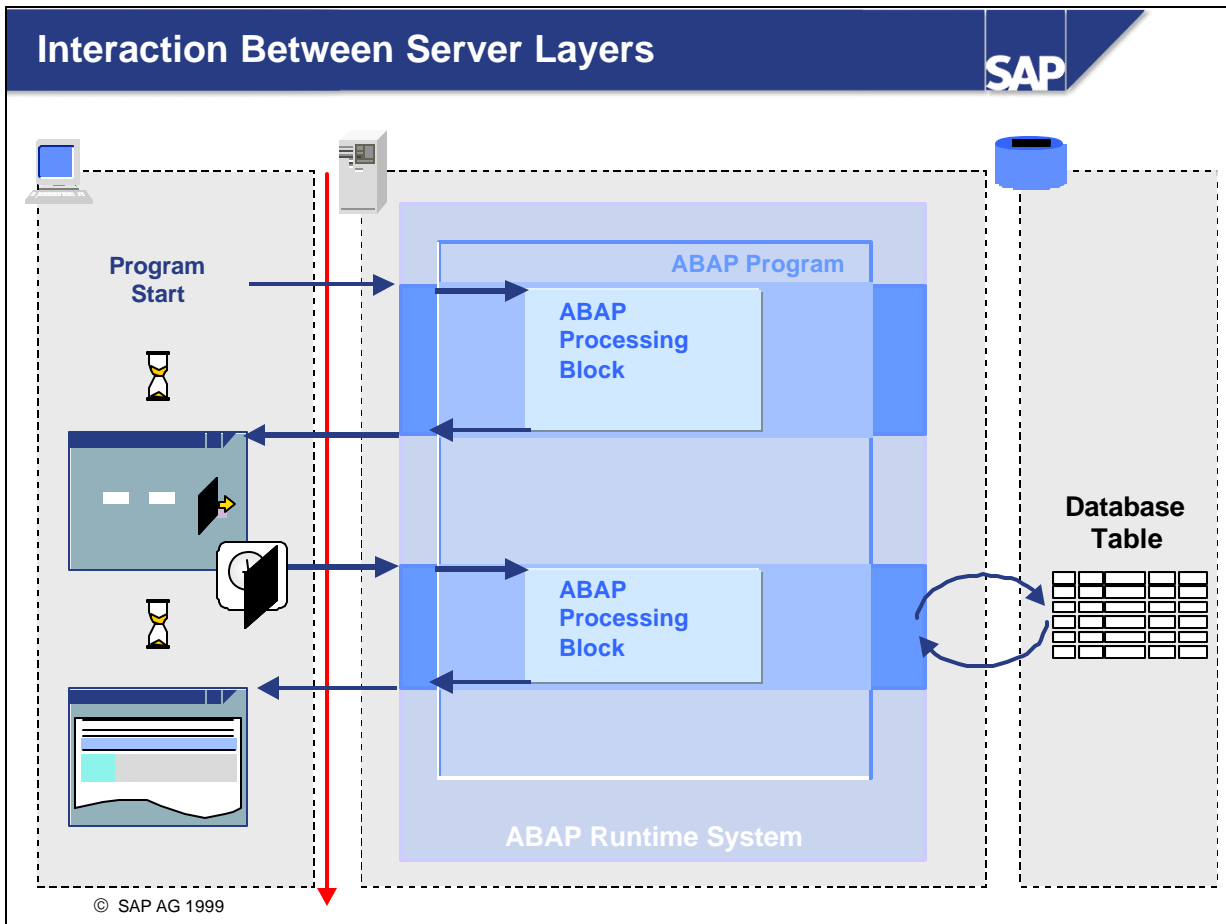 Interaction Between Server Layers
SAP
Program
Start
ABAP Program
ABAP
Processing
Block
ABAP
Processing
Block
Database
Table
ABAP Runtime System
© SAP AG 1999